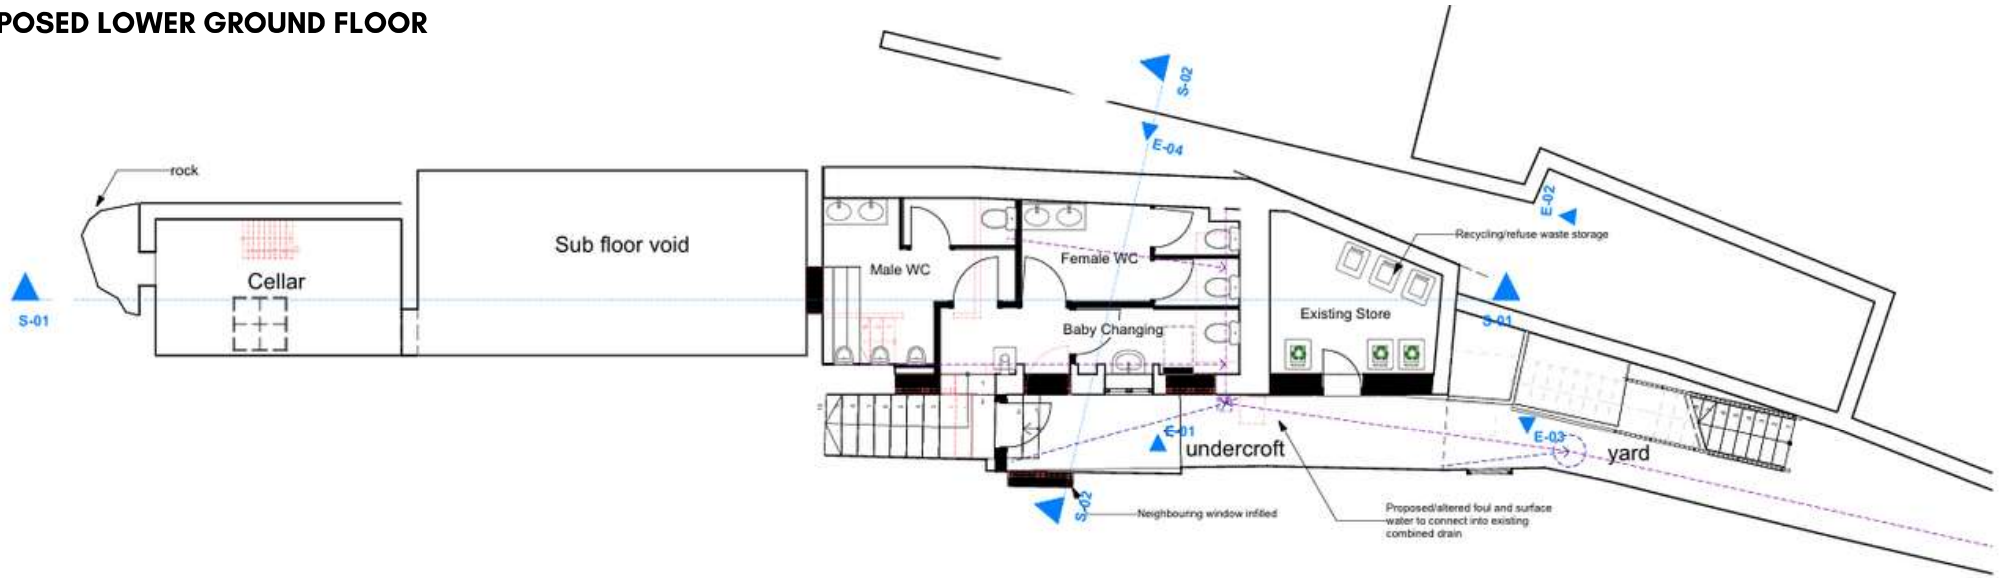 POSED LOWER GROUND FLOOR
S-02
E-04
rock
E-02
Recycling/refuse waste storage
Sub floor void
Female WC
Male WC
Cellar
S-01
S-01
Existing Store
Baby Changing
E-01
E-03
undercroft
yard
S-02
Neighbouring window infilled
Proposed/altered foul and surface
water to connect into existing
combined drain